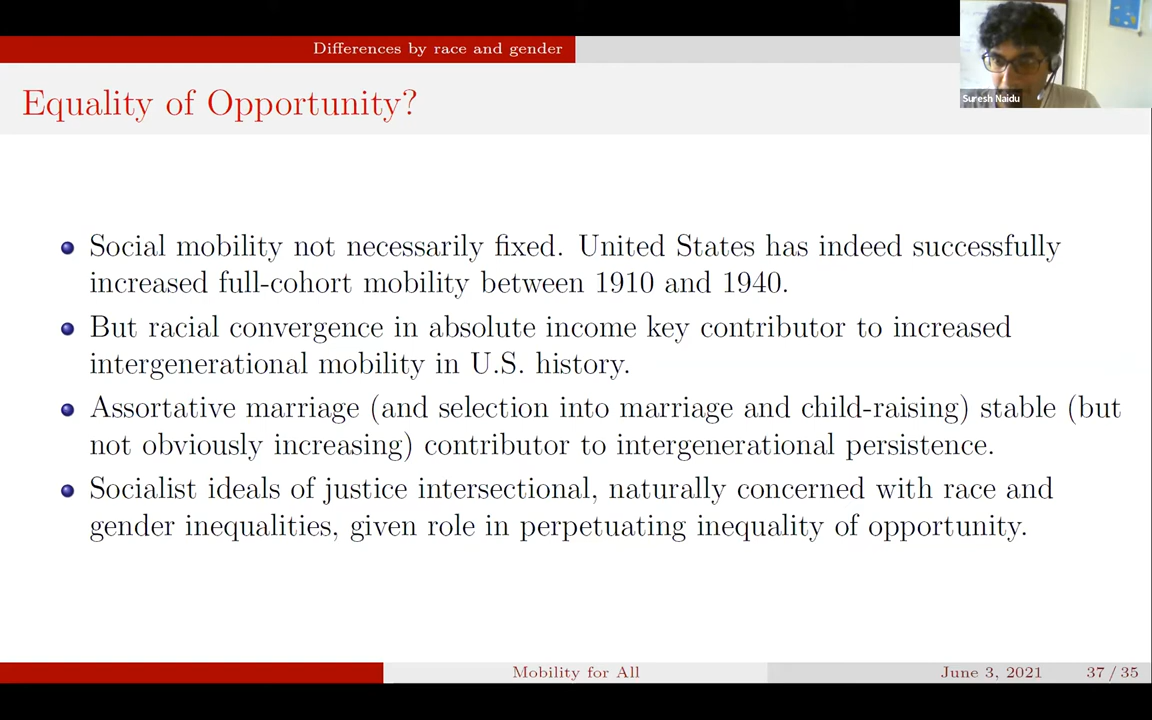 Differences by race and gender
Equality of Opportunity?
Suresh Naidu
Social mobility not necessarily fixed. United States has indeed successfully
increased full-cohort mobility between 1910 and 1940.
But racial convergence in absolute income key contributor to increased
intergenerational mobility in U.S. history.
Assortative marriage (and selection into marriage and child-raising) stable (but
not obviously increasing) contributor to intergenerational persistence.
Socialist ideals of justice intersectional, naturally concerned with race and
gender inequalities, given role in perpetuating inequality of opportunity.
Mobility for All
June 3, 2021
37 / 35